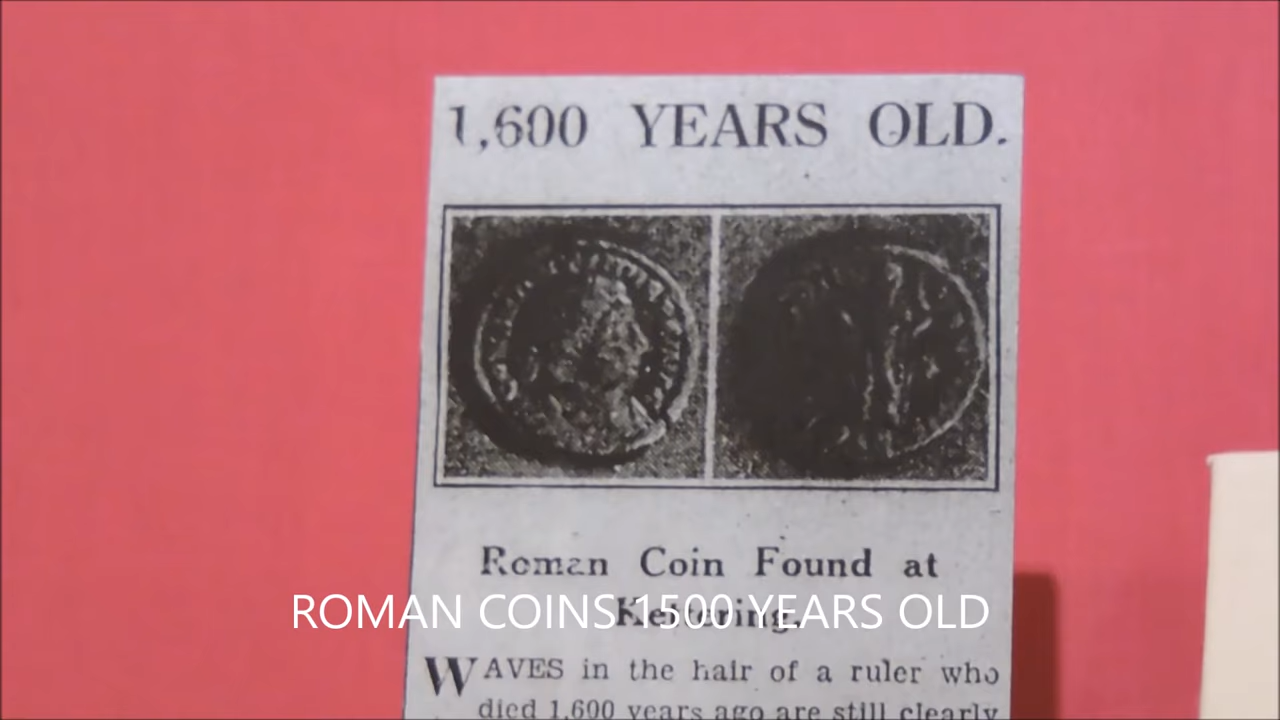 1,600 YEARS OLD.
Roman Coin Found at
Kettering.
ROMAN COINS 1500 YEARS OLD
WAVES in the hair of a ruler who
died 1,600 years ago are still clearly